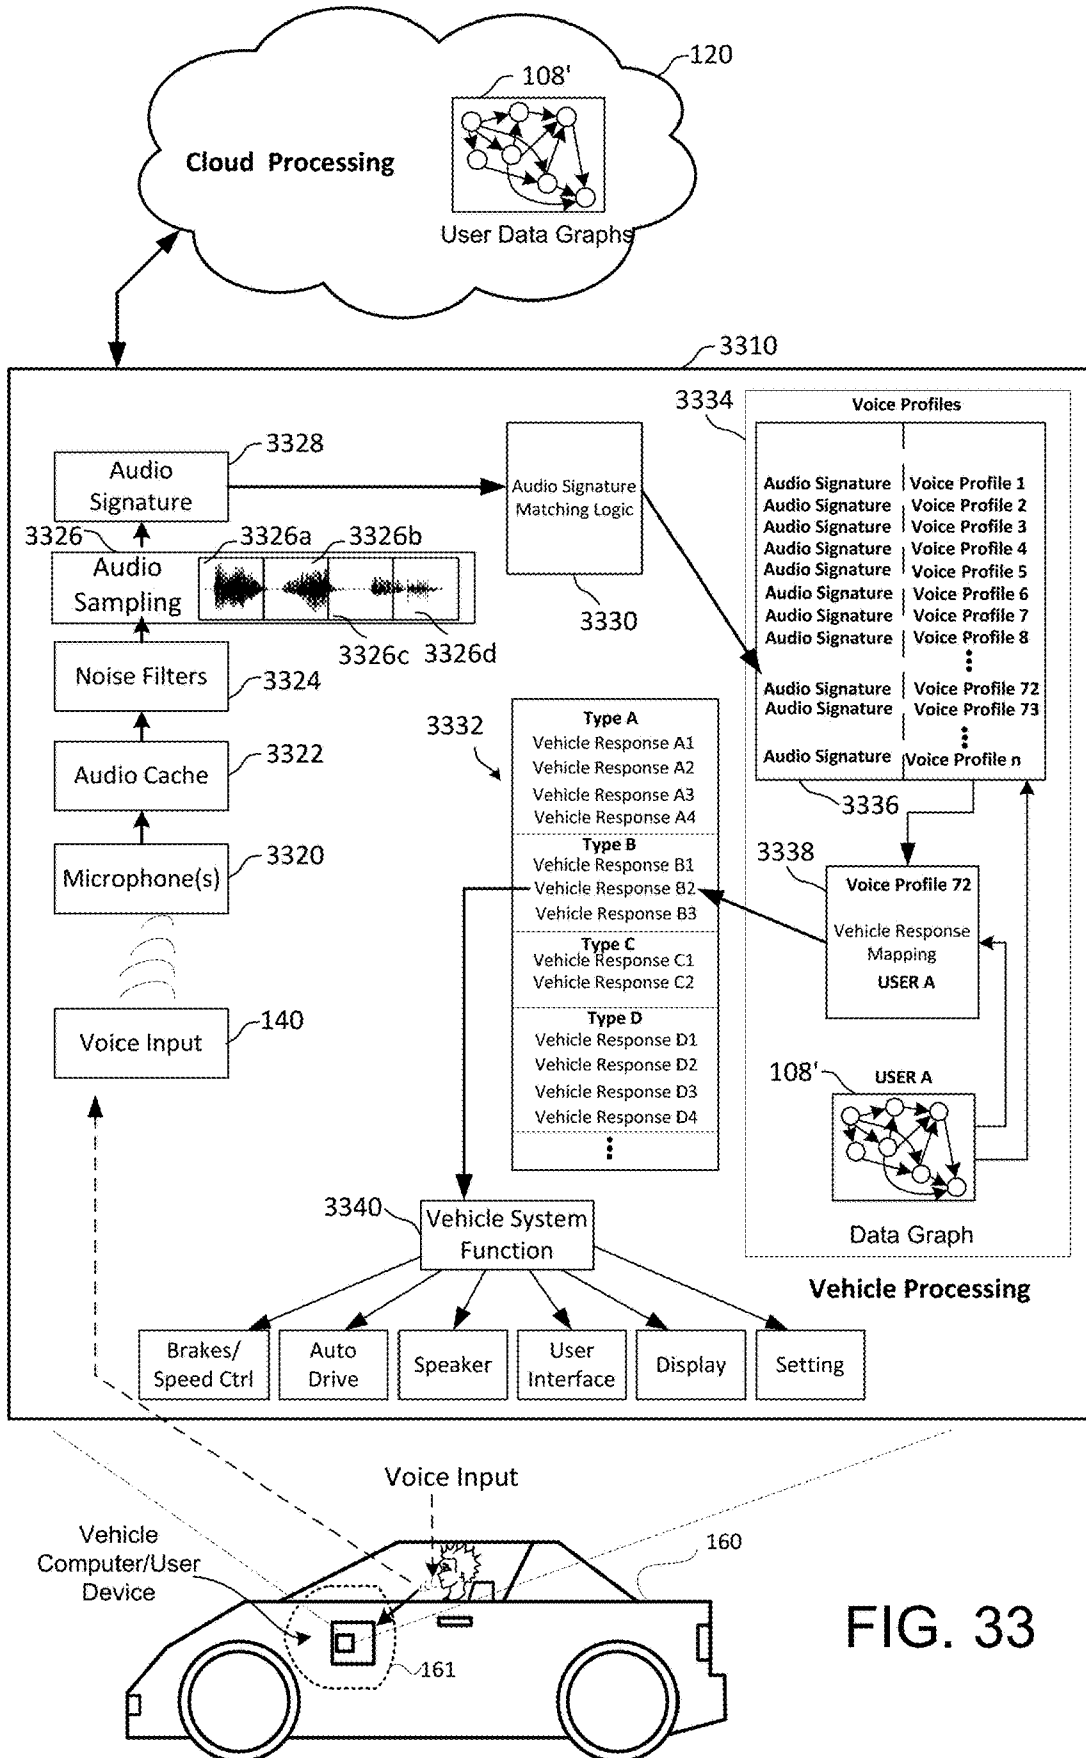 120
108'
Cloud Processing
User Data Graphs
3310
3334
Voice Profiles
3328
Audio
Signature
Audio Signature
Matching Logic
3330
Audio Signature Voice Profile 1
Audio Signature Voice Profile 2
Audio Signature Voice Profile 3
Audio Signature Voice Profile 4
Audio Signature Voice Profile 5
Audio Signature Voice Profile 6
Audio Signature Voice Profile 7
Audio Signature Voice Profile 8
Audio Signature Voice Profile 72
Audio Signature Voice Profile 73
Audio Signature Voice Profile n
3336
3326
3326a
3326b
Audio
Sampling
3326c
3326d
Noise Filters
3324
3322
Audio Cache
3320
Microphone(s)
140
Voice Input
3332
Type A
Vehicle Response A1
Vehicle Response A2
Vehicle Response A3
Vehicle Response A4
Type B
Vehicle Response B1
Vehicle Response B2
Vehicle Response B3
Type C
Vehicle Response C1
Vehicle Response C2
Type D
Vehicle Response D1
Vehicle Response D2
Vehicle Response D3
Vehicle Response D4
3338
Voice Profile 72
Vehicle Response
Mapping
USER A
108'
USER A
Data Graph
3340
Vehicle System
Function
Vehicle Processing
Brakes/
Speed Ctrl
Auto
Drive
Speaker
User
Interface
Display
Setting
Voice Input
Vehicle
Computer/User
Device
160
161
FIG. 33